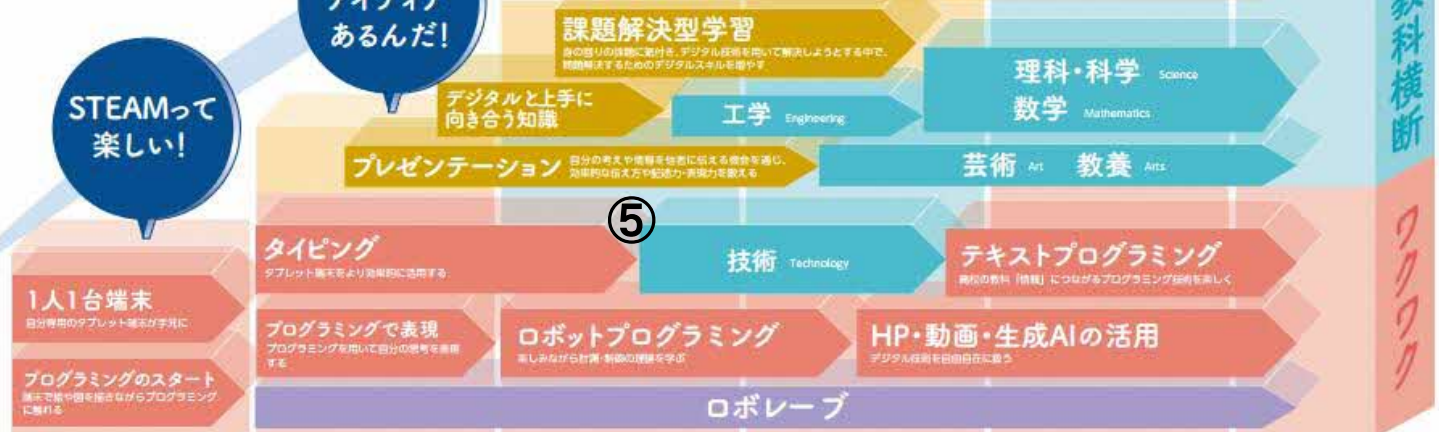 アイディア
あるんだ!
STEAMって
楽しい!
課題解決型学習
身の回りの課題に気付き、デジタル技術を用いて解決しようとする中で、
問題解決するためのデジタルスキルを増やす
デジタルと上手に
向き合う知識
工学 Engineering
理科・科学 Science
数学 Mathematics
プレゼンテーション
自分の考えや情報を他者に伝える機会を通じ、
効果的な伝え方や記述力・表現力を鍛える
芸術 Art 教養 Arts
教科横断
⑤
タイピング
タブレット端末をより効果的に活用する
技術 Technology
テキストプログラミング
高校の教科「情報」につながるプログラミング技術を楽しく
1人1台端末
自分専用のタブレット端末が手元に
プログラミングで表現
プログラミングを用いて自分の思考を表現
する
ロボットプログラミング
楽しみながら計測・制御の理論を学ぶ
HP・動画・生成AIの活用
デジタル技術を自由自在に扱う
プログラミングのスタート
端末で絵や図を描きながらプログラミング
に触れる
ロボレーブ
ワクワク